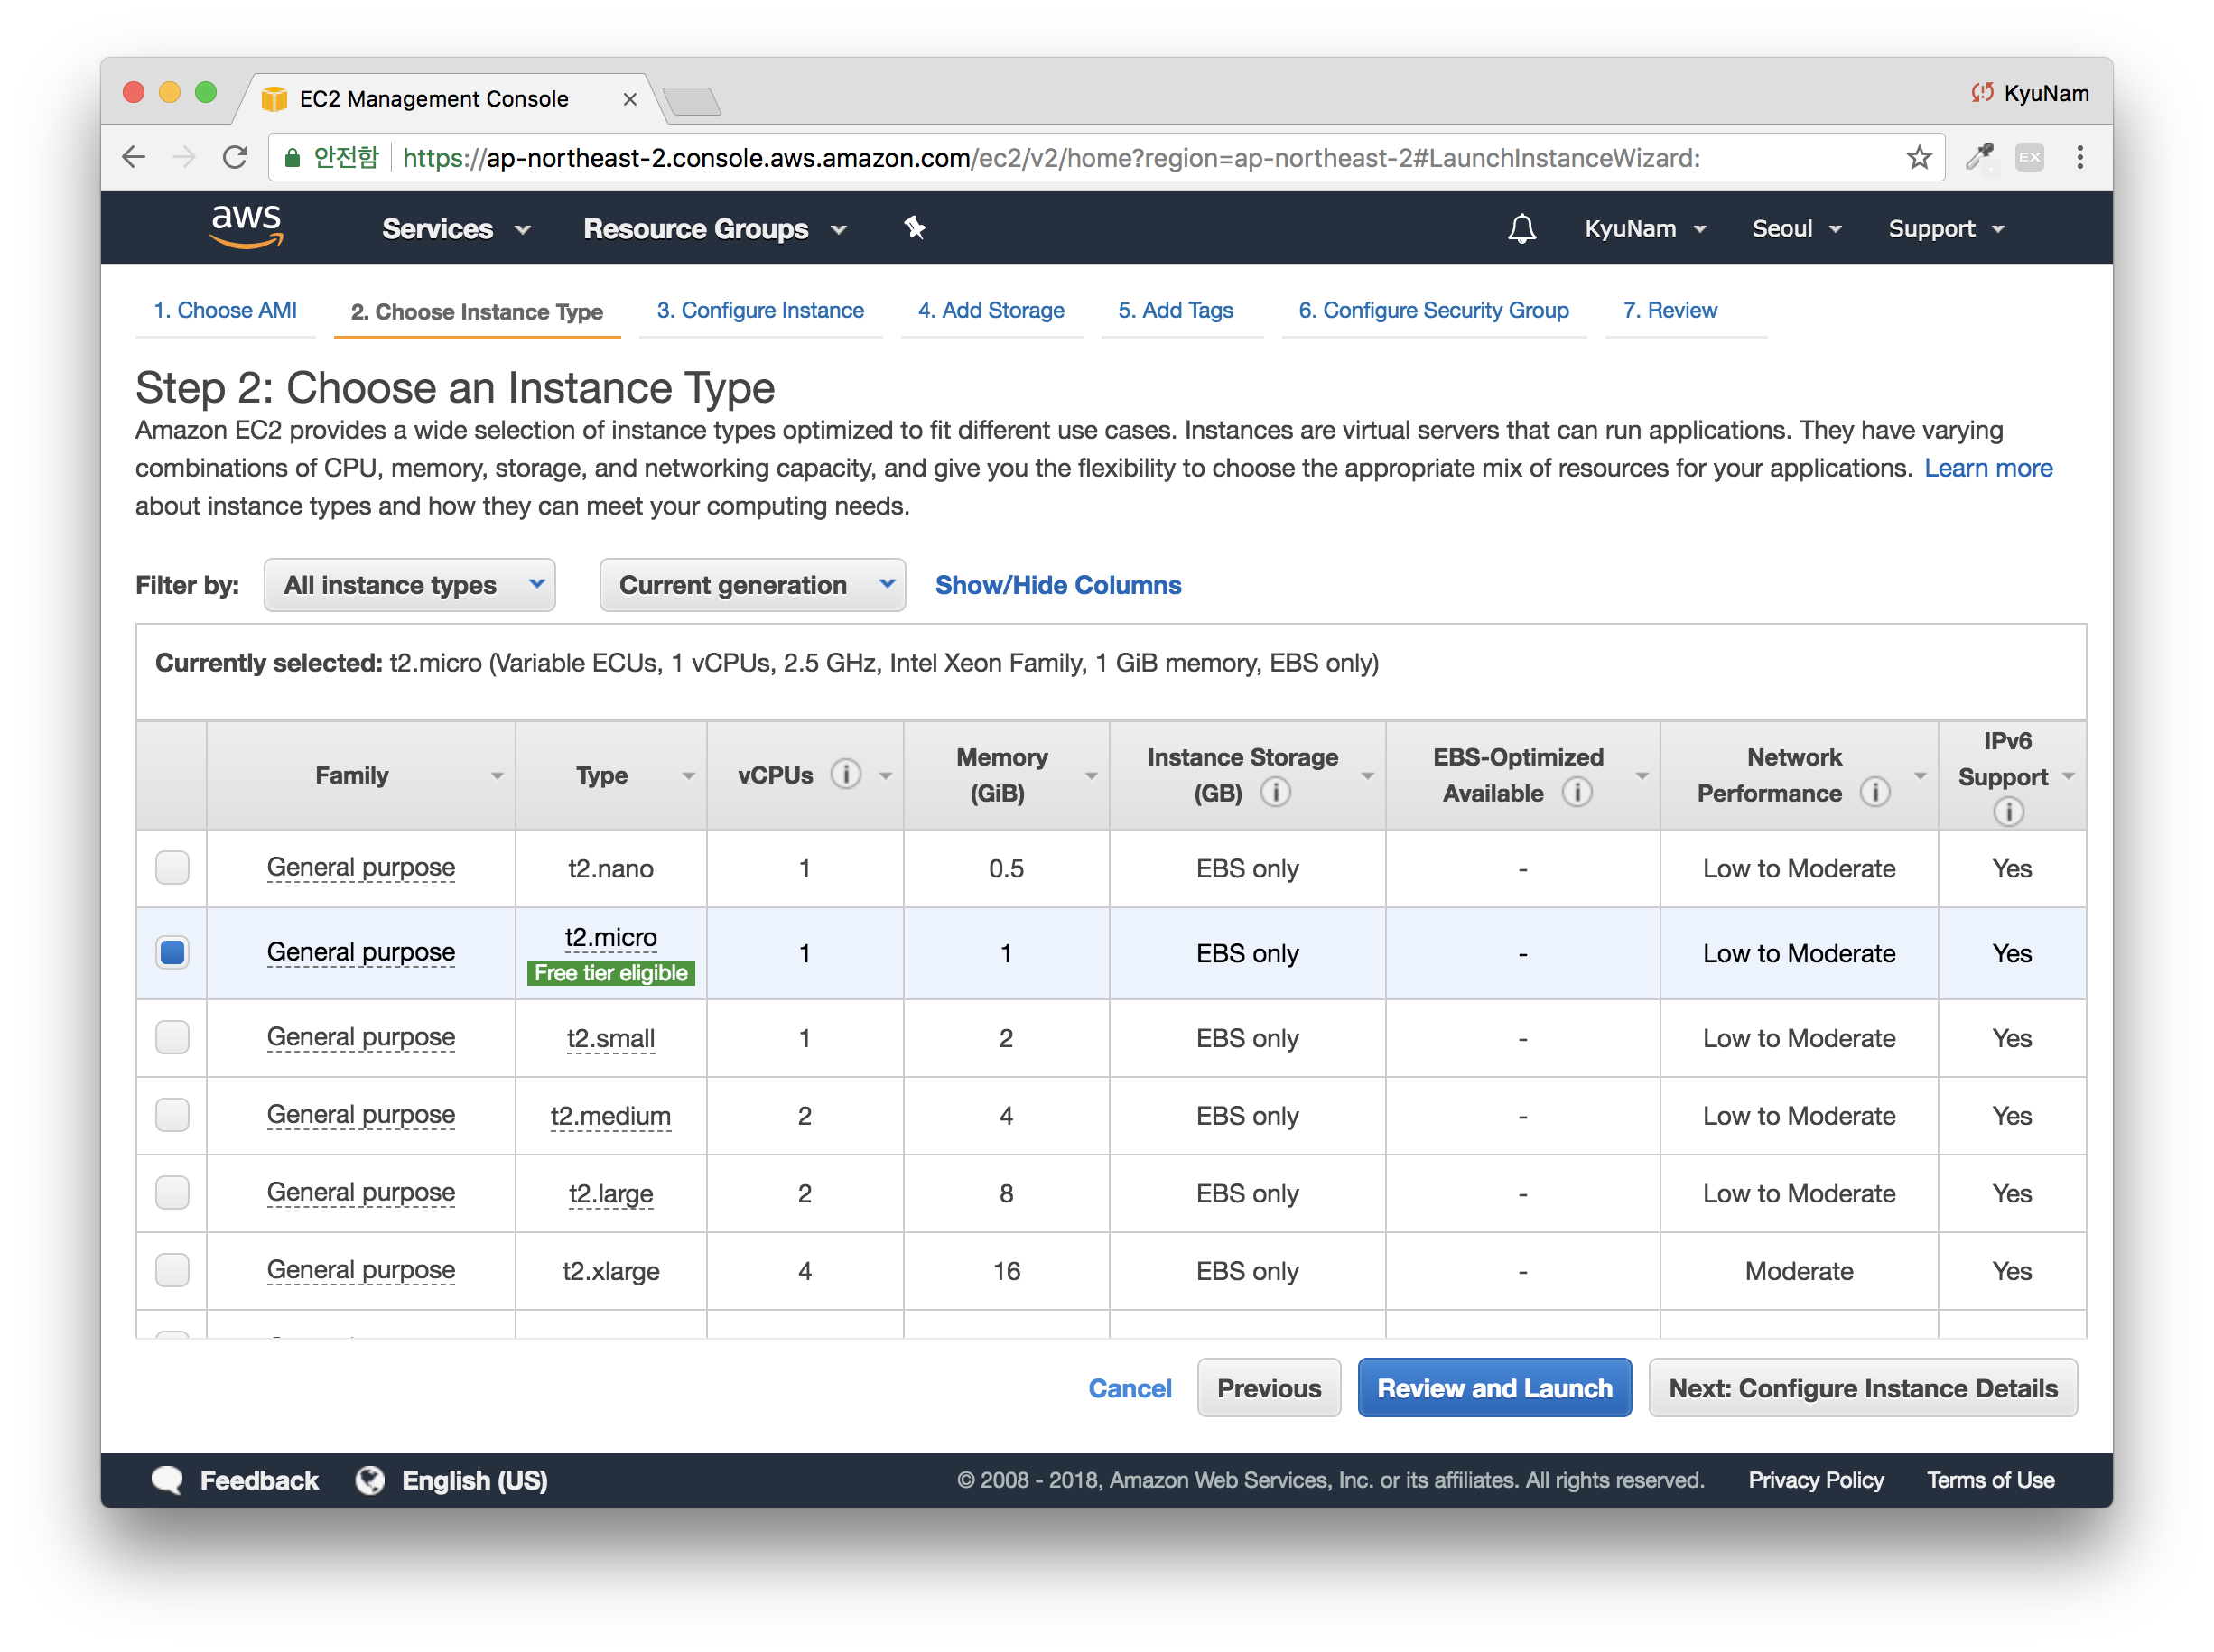 EC2 Management Console
KyuNam
안전함 https://ap-northeast-2.console.aws.amazon.com/ec2/v2/home?region=ap-northeast-2#LaunchInstanceWizard:
EX
aws Services Resource Groups KyuNam Seoul Support
1. Choose AMI 2. Choose Instance Type 3. Configure Instance 4. Add Storage 5. Add Tags 6. Configure Security Group 7. Review
Step 2: Choose an Instance Type
Amazon EC2 provides a wide selection of instance types optimized to fit different use cases. Instances are virtual servers that can run applications. They have varying
combinations of CPU, memory, storage, and networking capacity, and give you the flexibility to choose the appropriate mix of resources for your applications. Learn more
about instance types and how they can meet your computing needs.
Filter by: All instance types Current generation Show/Hide Columns
Currently selected: t2.micro (Variable ECUs, 1 vCPUs, 2.5 GHz, Intel Xeon Family, 1 GiB memory, EBS only)
Family Type vCPUs Memory (GiB) Instance Storage (GB) EBS-Optimized Available Network Performance IPv6 Support
General purpose t2.nano 1 0.5 EBS only - Low to Moderate Yes
General purpose t2.micro Free tier eligible 1 1 EBS only - Low to Moderate Yes
General purpose t2.small 1 2 EBS only - Low to Moderate Yes
General purpose t2.medium 2 4 EBS only - Low to Moderate Yes
General purpose t2.large 2 8 EBS only - Low to Moderate Yes
General purpose t2.xlarge 4 16 EBS only - Moderate Yes
Cancel Previous Review and Launch Next: Configure Instance Details
Feedback English (US) © 2008 - 2018, Amazon Web Services, Inc. or its affiliates. All rights reserved. Privacy Policy Terms of Use